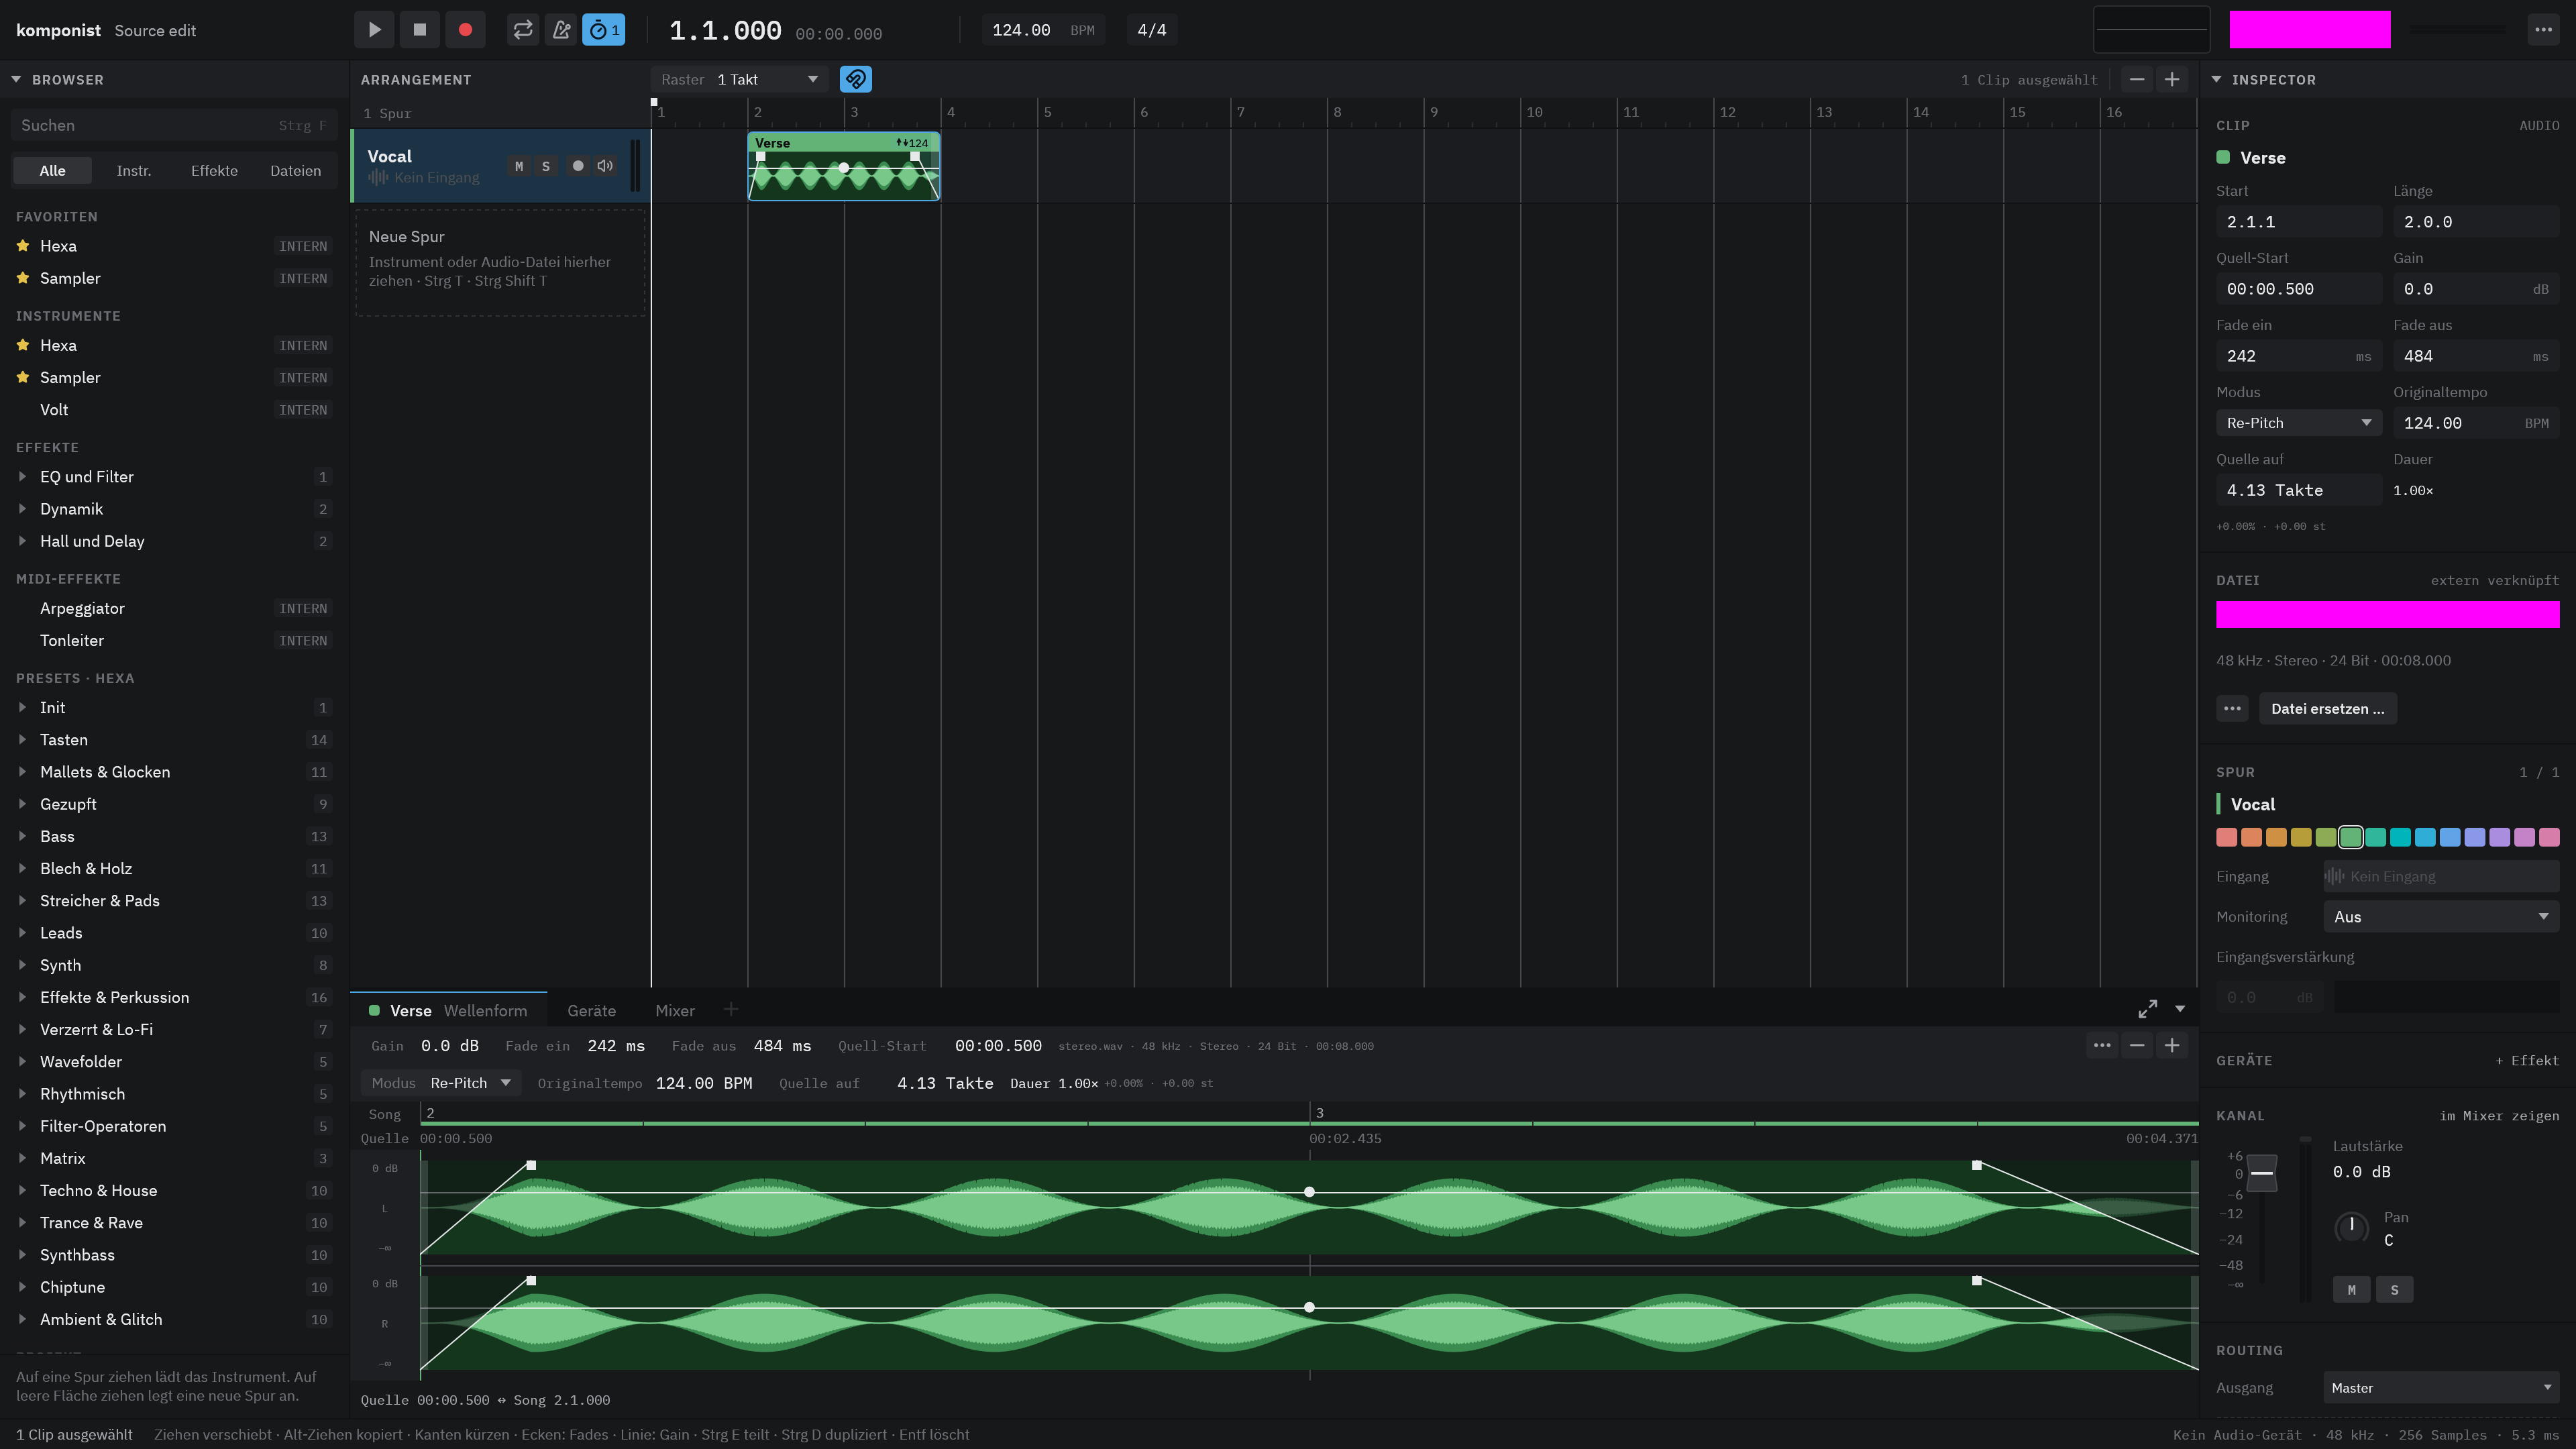 komponist Source edit
1
1.1.000 00:00.000
124.00 BPM
4/4
BROWSER
Suchen Strg F
Alle Instr. Effekte Dateien
FAVORITEN
Hexa INTERN
Sampler INTERN
INSTRUMENTE
Hexa INTERN
Sampler INTERN
Volt INTERN
EFFEKTE
EQ und Filter 1
Dynamik 2
Hall und Delay 2
MIDI-EFFEKTE
Arpeggiator INTERN
Tonleiter INTERN
PRESETS · HEXA
Init 1
Tasten 14
Mallets & Glocken 11
Gezupft 9
Bass 13
Blech & Holz 11
Streicher & Pads 13
Leads 10
Synth 8
Effekte & Perkussion 16
Verzerrt & Lo-Fi 7
Wavefolder 5
Rhythmisch 5
Filter-Operatoren 5
Matrix 3
Techno & House 10
Trance & Rave 10
Synthbass 10
Chiptune 10
Ambient & Glitch 10
Auf eine Spur ziehen lädt das Instrument. Auf
leere Fläche ziehen legt eine neue Spur an.
ARRANGEMENT
Raster 1 Takt
1 Clip ausgewählt
1 Spur
1 2 3 4 5 6 7 8 9 10 11 12 13 14 15 16
Vocal
Kein Eingang
M S
Verse 124
Neue Spur
Instrument oder Audio-Datei hierher
ziehen · Strg T · Strg Shift T
Verse Wellenform Geräte Mixer
Gain 0.0 dB Fade ein 242 ms Fade aus 484 ms Quell-Start 00:00.500 stereo.wav · 48 kHz · Stereo · 24 Bit · 00:08.000
Modus Re-Pitch Originaltempo 124.00 BPM Quelle auf 4.13 Takte Dauer 1.00× +0.00% · +0.00 st
Song 2 3
Quelle 00:00.500 00:02.435 00:04.371
0 dB
L
−∞
0 dB
R
−∞
Quelle 00:00.500 ↔ Song 2.1.000
INSPECTOR
CLIP AUDIO
Verse
Start Länge
2.1.1 2.0.0
Quell-Start Gain
00:00.500 0.0 dB
Fade ein Fade aus
242 ms 484 ms
Modus Originaltempo
Re-Pitch 124.00 BPM
Quelle auf Dauer
4.13 Takte 1.00×
+0.00% · +0.00 st
DATEI extern verknüpft
48 kHz · Stereo · 24 Bit · 00:08.000
Datei ersetzen …
SPUR 1 / 1
Vocal
Eingang Kein Eingang
Monitoring Aus
Eingangsverstärkung
0.0 dB
GERÄTE + Effekt
KANAL im Mixer zeigen
+6
0
−6
−12
−24
−48
−∞
Lautstärke
0.0 dB
Pan
C
M S
ROUTING
Ausgang Master
1 Clip ausgewählt Ziehen verschiebt · Alt-Ziehen kopiert · Kanten kürzen · Ecken: Fades · Linie: Gain · Strg E teilt · Strg D dupliziert · Entf löscht
Kein Audio-Gerät · 48 kHz · 256 Samples · 5.3 ms